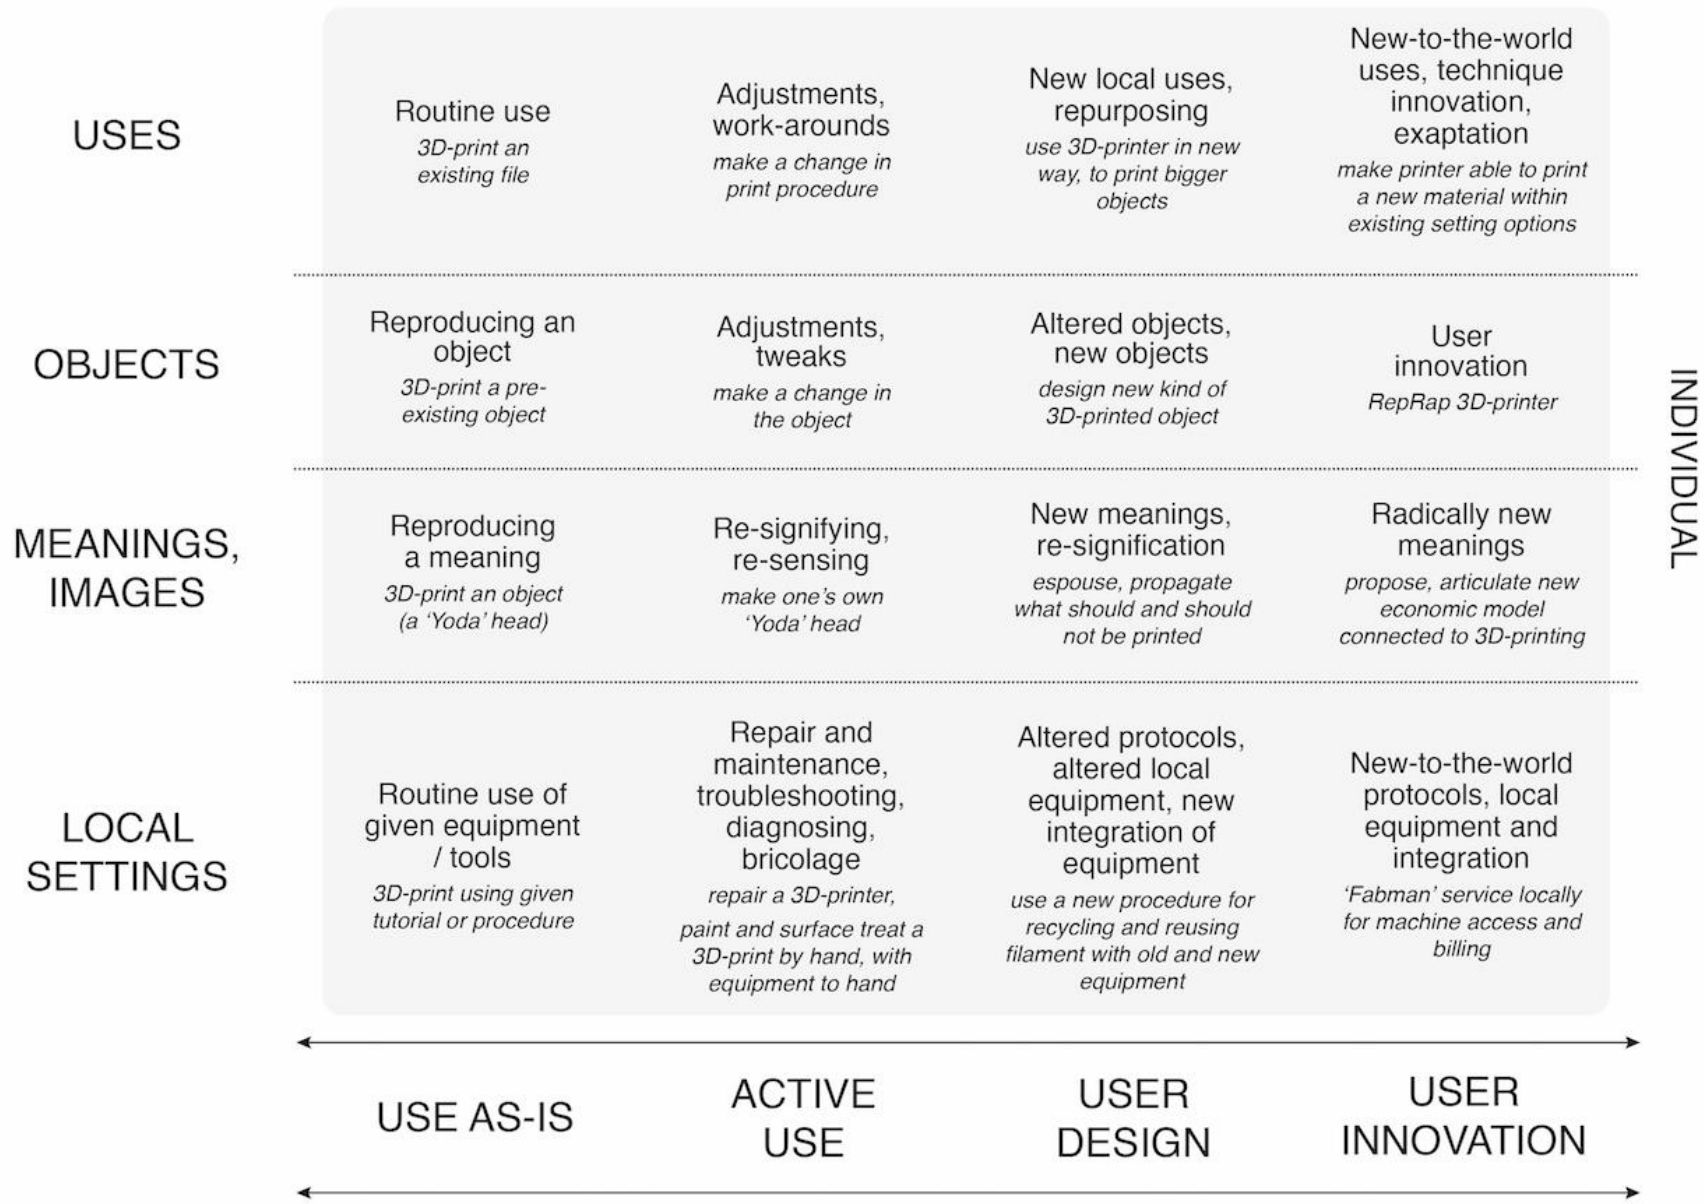 USES
Routine use
3D-print an
existing file
Adjustments,
work-arounds
make a change in
print procedure
New local uses,
repurposing
use 3D-printer in new
way, to print bigger
objects
New-to-the-world
uses, technique
innovation,
exaptation
make printer able to print
a new material within
existing setting options
OBJECTS
Reproducing an
object
3D-print a pre-
existing object
Adjustments,
tweaks
make a change in
the object
Altered objects,
new objects
design new kind of
3D-printed object
User
innovation
RepRap 3D-printer
MEANINGS,
IMAGES
Reproducing
a meaning
3D-print an object
(a ‘Yoda’ head)
Re-signifying,
re-sensing
make one’s own
‘Yoda’ head
New meanings,
re-signification
espouse, propagate
what should and should
not be printed
Radically new
meanings
propose, articulate new
economic model
connected to 3D-printing
LOCAL
SETTINGS
Routine use of
given equipment
/ tools
3D-print using given
tutorial or procedure
Repair and
maintenance,
troubleshooting,
diagnosing,
bricolage
repair a 3D-printer,
paint and surface treat a
3D-print by hand, with
equipment to hand
Altered protocols,
altered local
equipment, new
integration of
equipment
use a new procedure for
recycling and reusing
filament with old and new
equipment
New-to-the-world
protocols, local
equipment and
integration
‘Fabman’ service locally
for machine access and
billing
INDIVIDUAL
USE AS-IS
ACTIVE
USE
USER
DESIGN
USER
INNOVATION